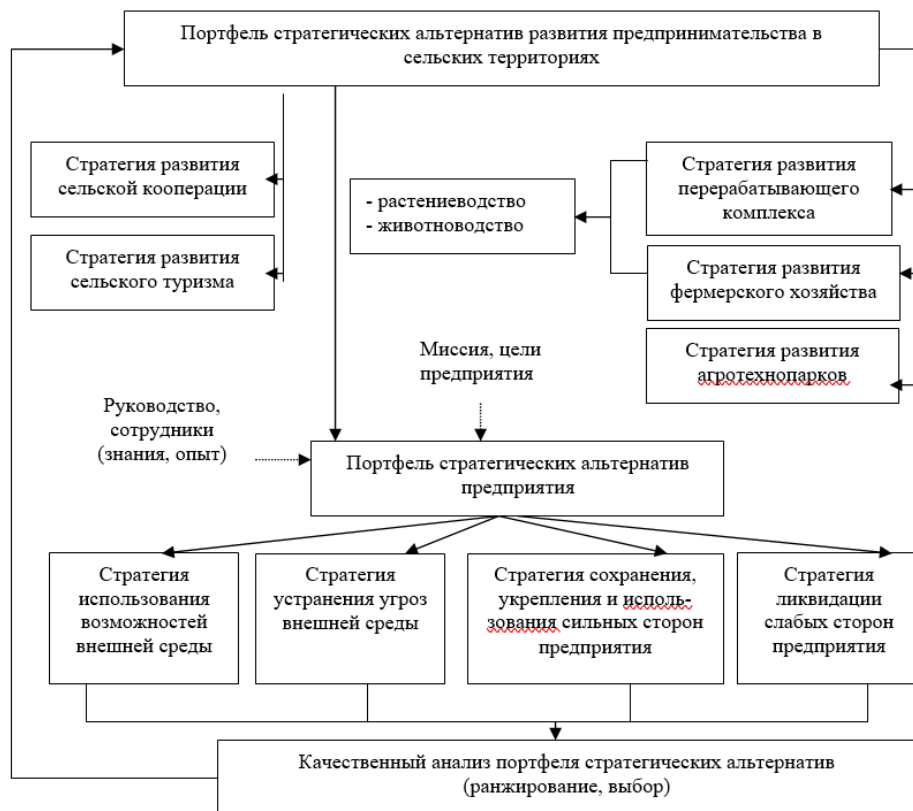 Портфель стратегических альтернатив развития предпринимательства в
сельских территориях
Стратегия развития
сельской кооперации
Стратегия развития
сельского туризма
- растениеводство
- животноводство
Стратегия развития
перерабатывающего
комплекса
Стратегия развития
фермерского хозяйства
Стратегия развития
агротехнопарков
Миссия, цели
предприятия
Руководство,
сотрудники
(знания, опыт)
Портфель стратегических альтернатив
предприятия
Стратегия
использования
возможностей
внешней среды
Стратегия
устранения угроз
внешней среды
Стратегия сохранения,
укрепления и исполь-
зования сильных сторон
предприятия
Стратегия
ликвидации
слабых сторон
предприятия
Качественный анализ портфеля стратегических альтернатив
(ранжирование, выбор)